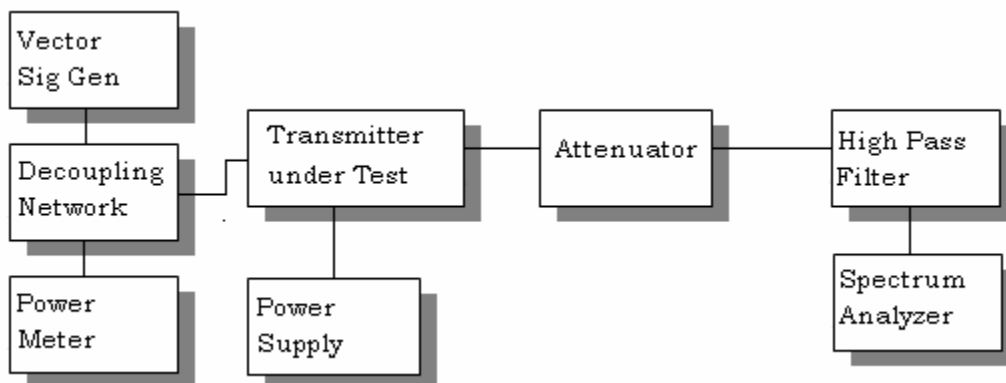 Vector
Sig Gen
Decoupling
Network
Power
Meter
Transmitter
under Test
Power
Supply
Attenuator
High Pass
Filter
Spectrum
Analyzer